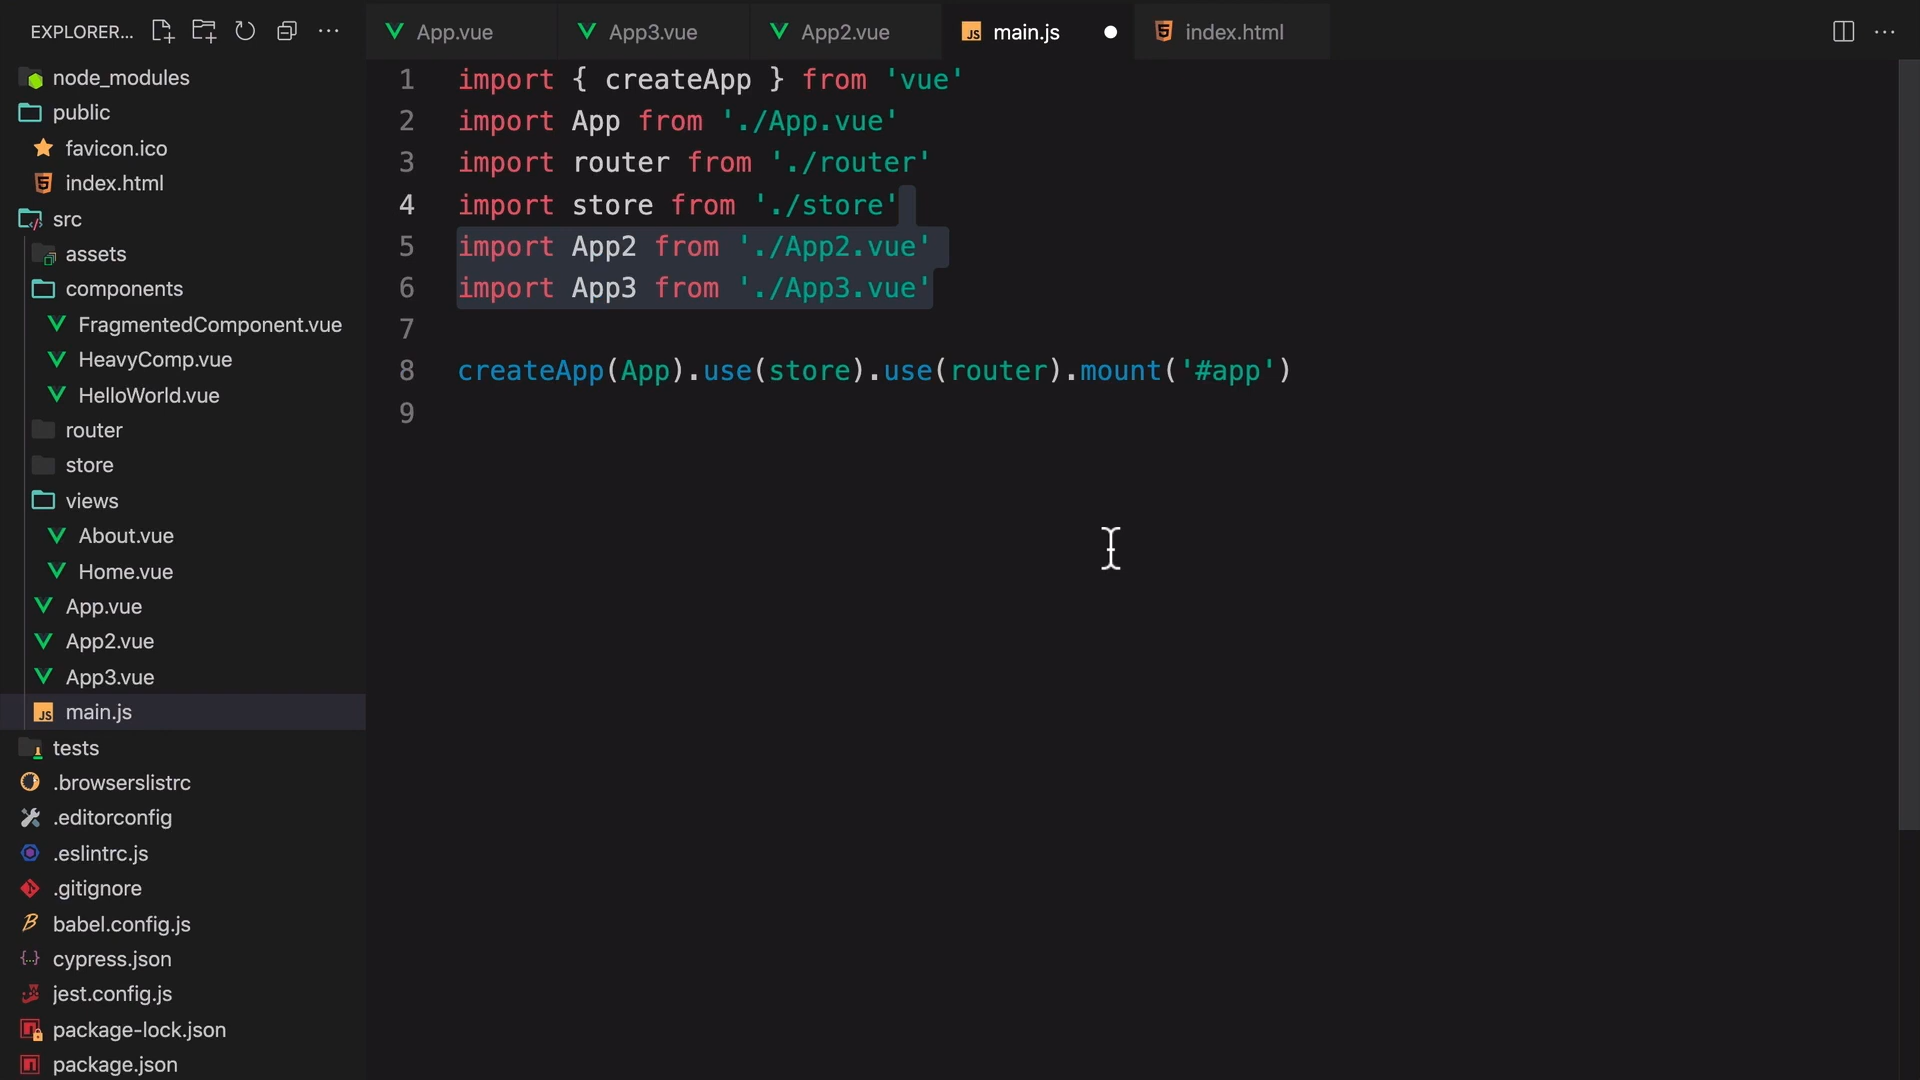 EXPLORER...
App.vue
App3.vue
App2.vue
JS main.js
index.html
node_modules
public
favicon.ico
index.html
src
assets
components
FragmentedComponent.vue
HeavyComp.vue
HelloWorld.vue
router
store
views
About.vue
Home.vue
App.vue
App2.vue
App3.vue
JS main.js
tests
.browserslistrc
.editorconfig
.eslintrc.js
.gitignore
babel.config.js
cypress.json
jest.config.js
package-lock.json
package.json
1 import { createApp } from 'vue'
2 import App from './App.vue'
3 import router from './router'
4 import store from './store'
5 import App2 from './App2.vue'
6 import App3 from './App3.vue'
7
8 createApp(App).use(store).use(router).mount('#app')
9